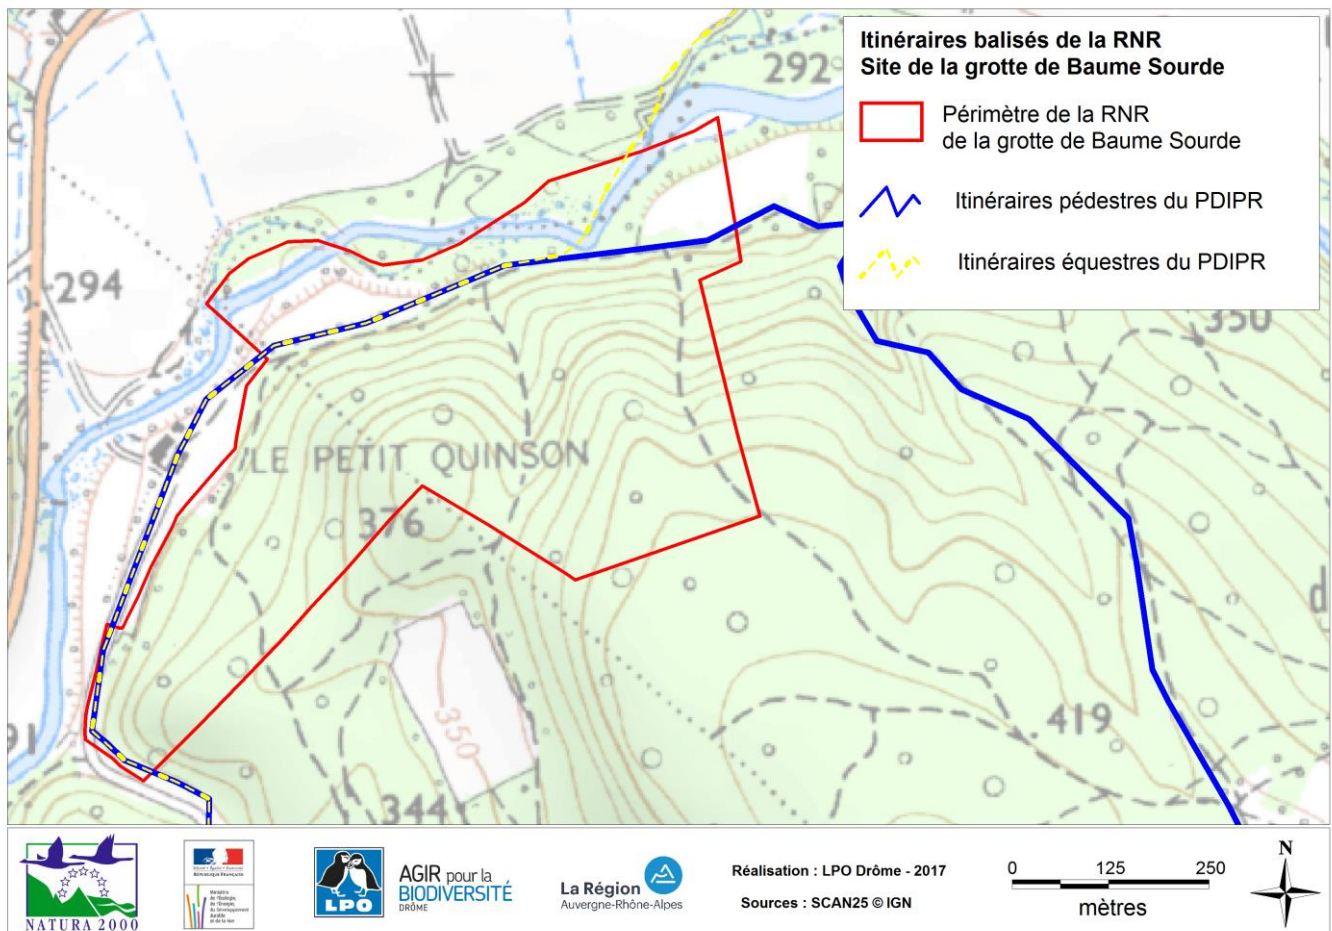 Itinéraires balisés de la RNR
Site de la grotte de Baume Sourde
Périmètre de la RNR
de la grotte de Baume Sourde
Itinéraires pédestres du PDIPR
Itinéraires équestres du PDIPR
292
294
350
LE PETIT QUINSON
376
350
419
91
344
NATURA 2000
RÉPUBLIQUE FRANÇAISE
LPO
AGIR pour la
BIODIVERSITÉ
DRÔME
La Région
Auvergne-Rhône-Alpes
Réalisation : LPO Drôme - 2017
Sources : SCAN25 © IGN
0 125 250
mètres
N